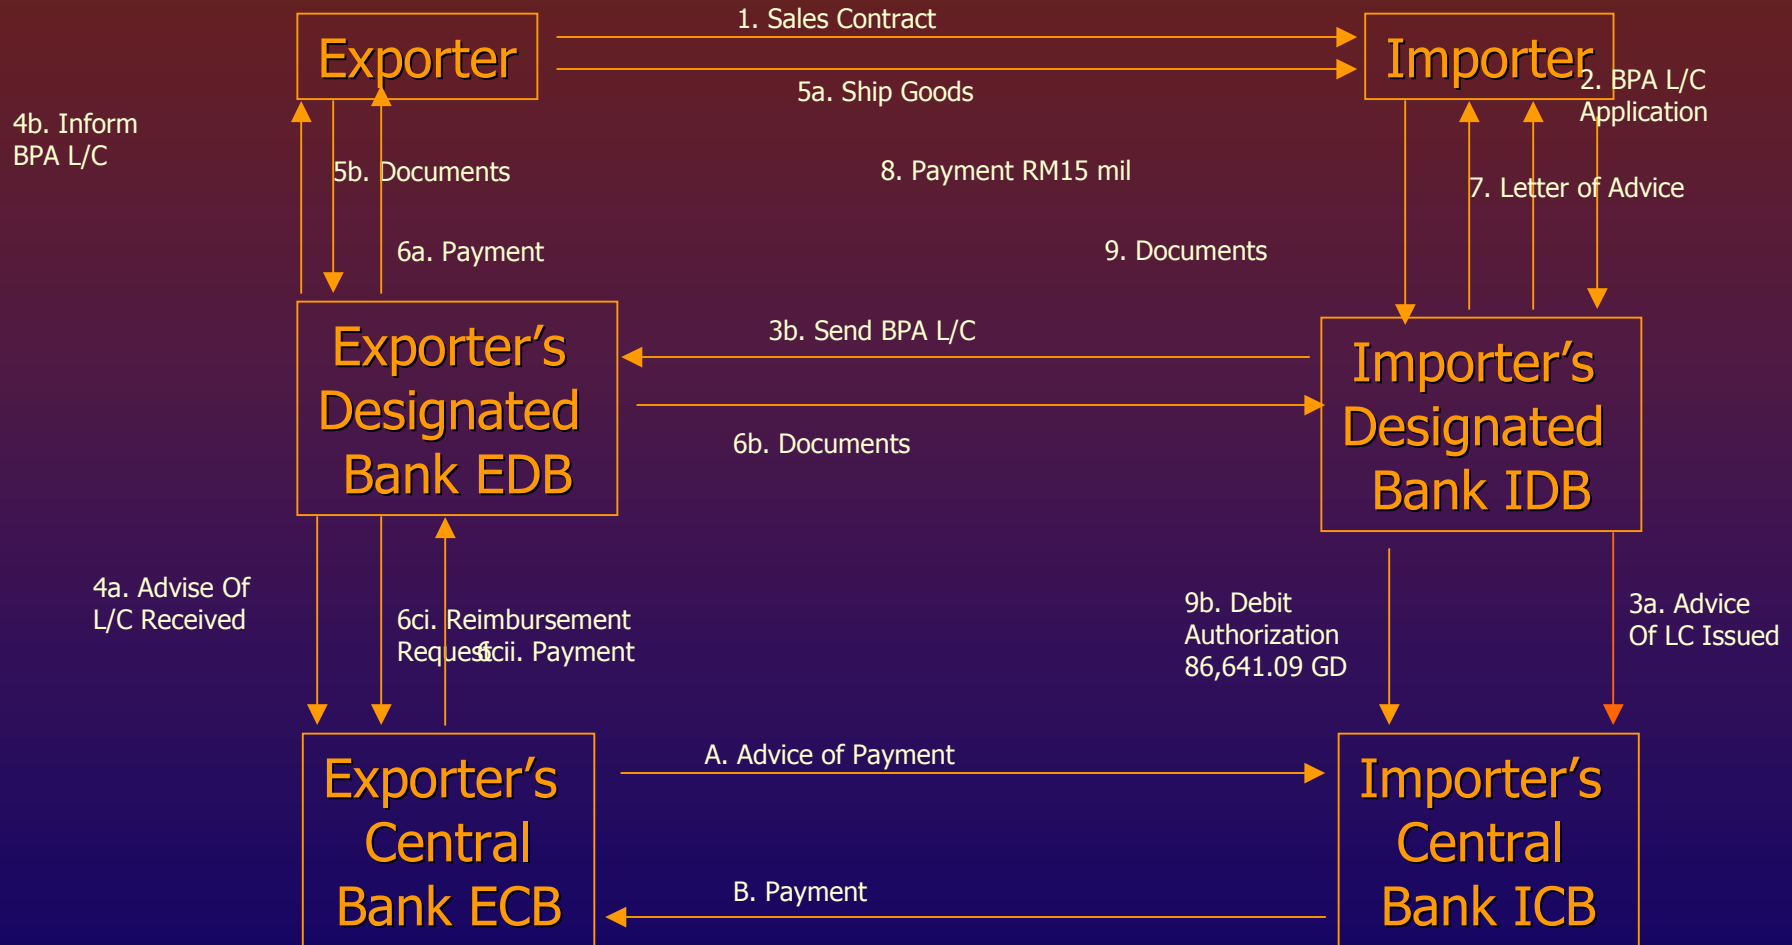 1. Sales Contract
Exporter
Importer
5a. Ship Goods
2. BPA L/C
Application
4b. Inform
BPA L/C
5b. Documents
8. Payment RM15 mil
7. Letter of Advice
6a. Payment
9. Documents
3b. Send BPA L/C
Exporter’s
Designated
Bank EDB
Importer’s
Designated
Bank IDB
6b. Documents
4a. Advise Of
L/C Received
6ci. Reimbursement
Request
6cii. Payment
9b. Debit
Authorization
86,641.09 GD
3a. Advice
Of LC Issued
A. Advice of Payment
Exporter’s
Central
Bank ECB
Importer’s
Central
Bank ICB
B. Payment